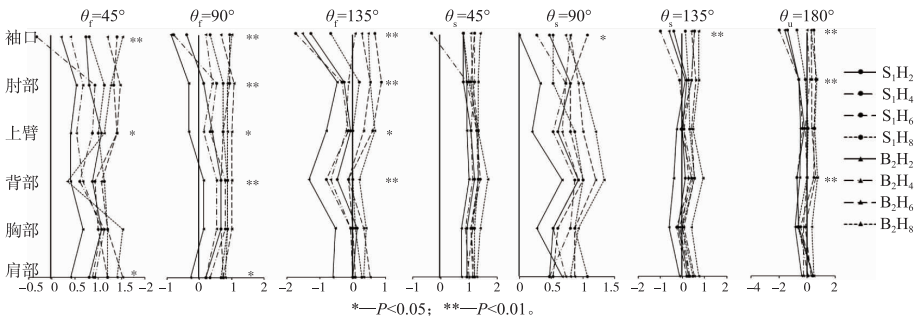 θf=45° θf=90° θf=135° θs=45° θs=90° θs=135° θu=180°
袖口 ** ** ** * ** **
肘部 ** ** **
上臂 * * *
背部 ** ** **
胸部
肩部 * *
S1H2
S1H4
S1H6
S1H8
B2H2
B2H4
B2H6
B2H8
−0.5 0 0.5 1 1.5 −2 −1 0 1 2 −2 −1 0 1 2 0 1 2 3 0 0.5 1 1.5 −2 −1 0 1 2 3 −4 −2 0 2
*—P<0.05；**—P<0.01。